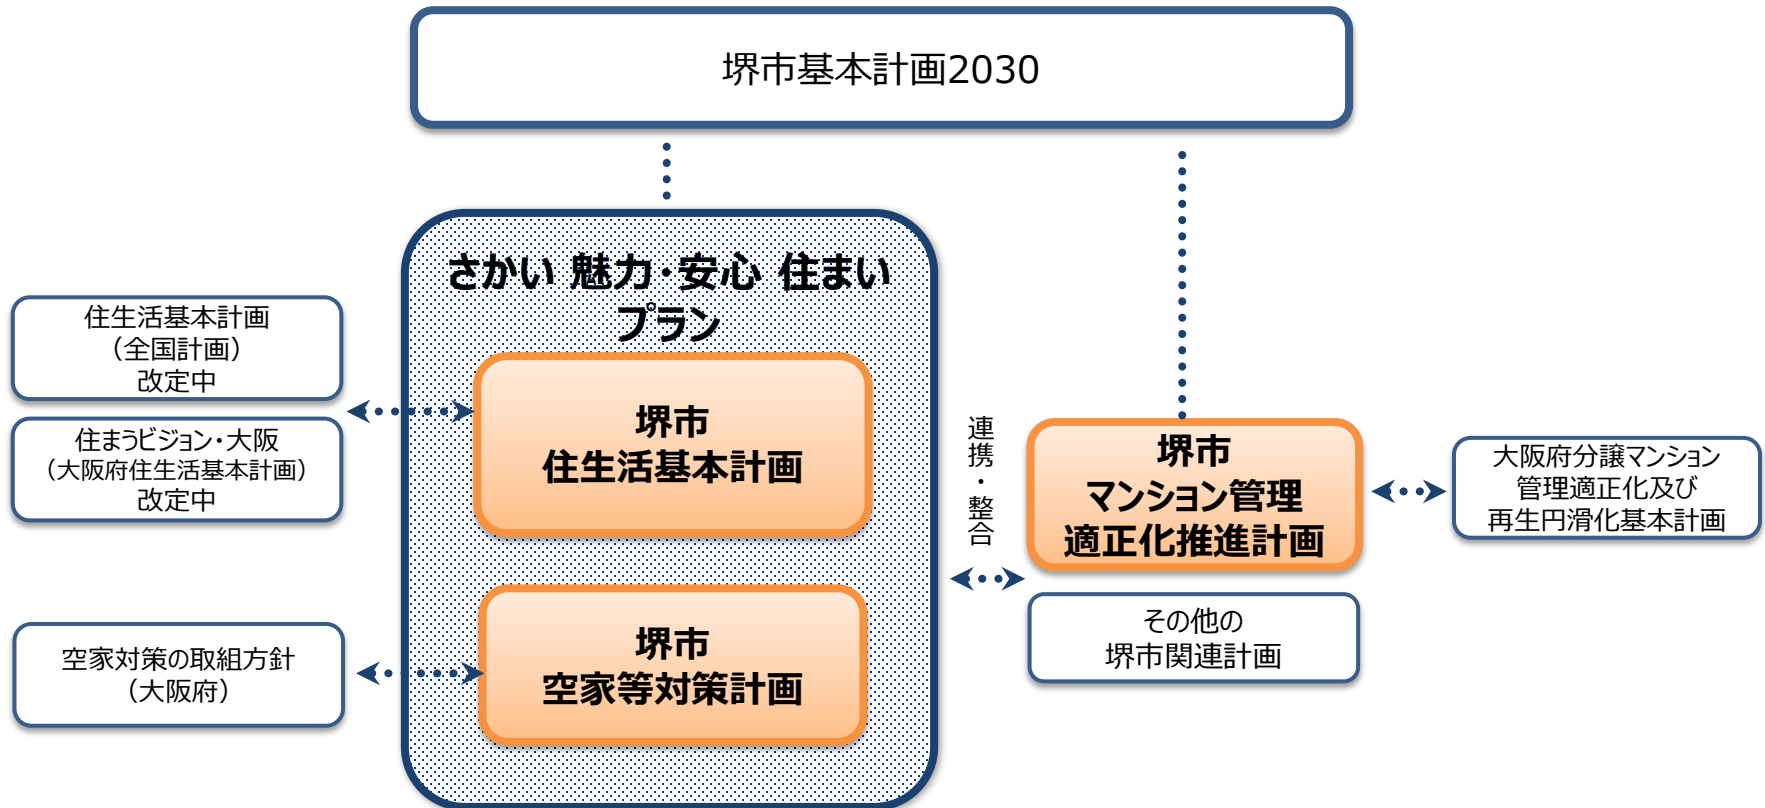 堺市基本計画2030
さかい 魅力・安心 住まい
プラン
住生活基本計画
（全国計画）
改定中
住まうビジョン・大阪
（大阪府住生活基本計画）
改定中
堺市
住生活基本計画
空家対策の取組方針
（大阪府）
堺市
空家等対策計画
連携・整合
堺市
マンション管理
適正化推進計画
その他の
堺市関連計画
大阪府分譲マンション
管理適正化及び
再生円滑化基本計画